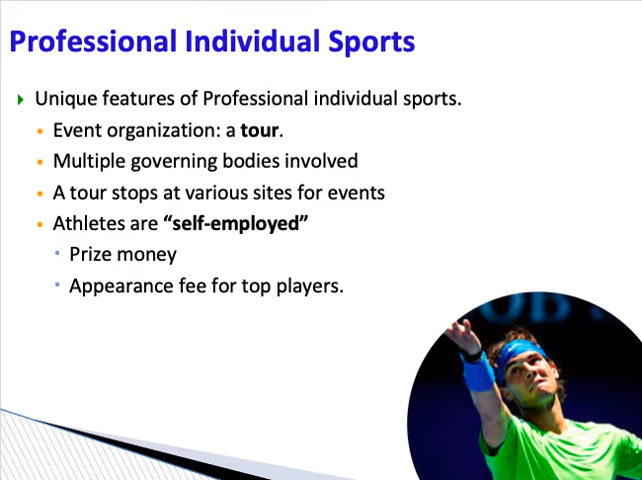 Professional Individual Sports
Unique features of Professional individual sports.
Event organization: a tour.
Multiple governing bodies involved
A tour stops at various sites for events
Athletes are “self-employed”
Prize money
Appearance fee for top players.